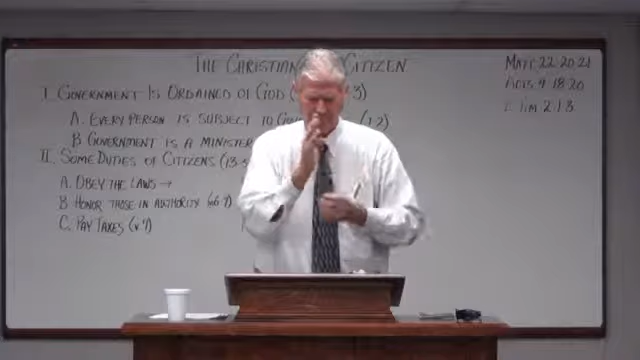 THE CHRISTIAN CITIZEN
I. GOVERNMENT IS ORDAINED OF GOD 3)
A. EVERY PERSON IS SUBJECT TO (1,2)
B GOVERNMENT IS A MINISTER
II. SOME DUTIES OF CITIZENS (13:
A. OBEY THE LAWS →
B. HONOR THOSE IN AUTHORITY
C. PAY TAXES
MATT. 22:20-21
ACTS 4:18-20
TIM. 2:1-3